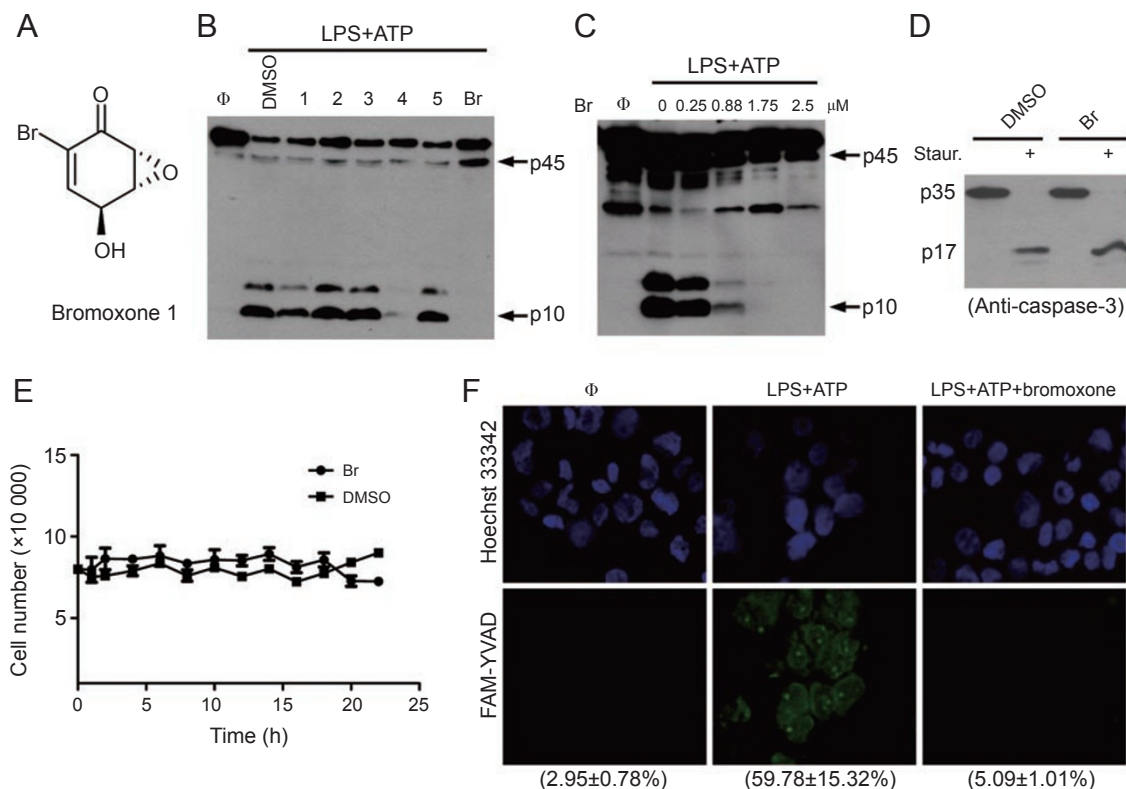 A
O
Br
O
OH
Bromoxone 1
B
LPS+ATP
Φ DMSO 1 2 3 4 5 Br
p45
p10
C
LPS+ATP
Br Φ 0 0.25 0.88 1.75 2.5 μM
p45
p10
D
DMSO Br
Staur. + +
p35
p17
(Anti-caspase-3)
E
Cell number (×10 000)
15
10
5
0 5 10 15 20 25
Time (h)
Br
DMSO
F
Φ LPS+ATP LPS+ATP+bromoxone
Hoechst 33342
FAM-YVAD
(2.95±0.78%) (59.78±15.32%) (5.09±1.01%)